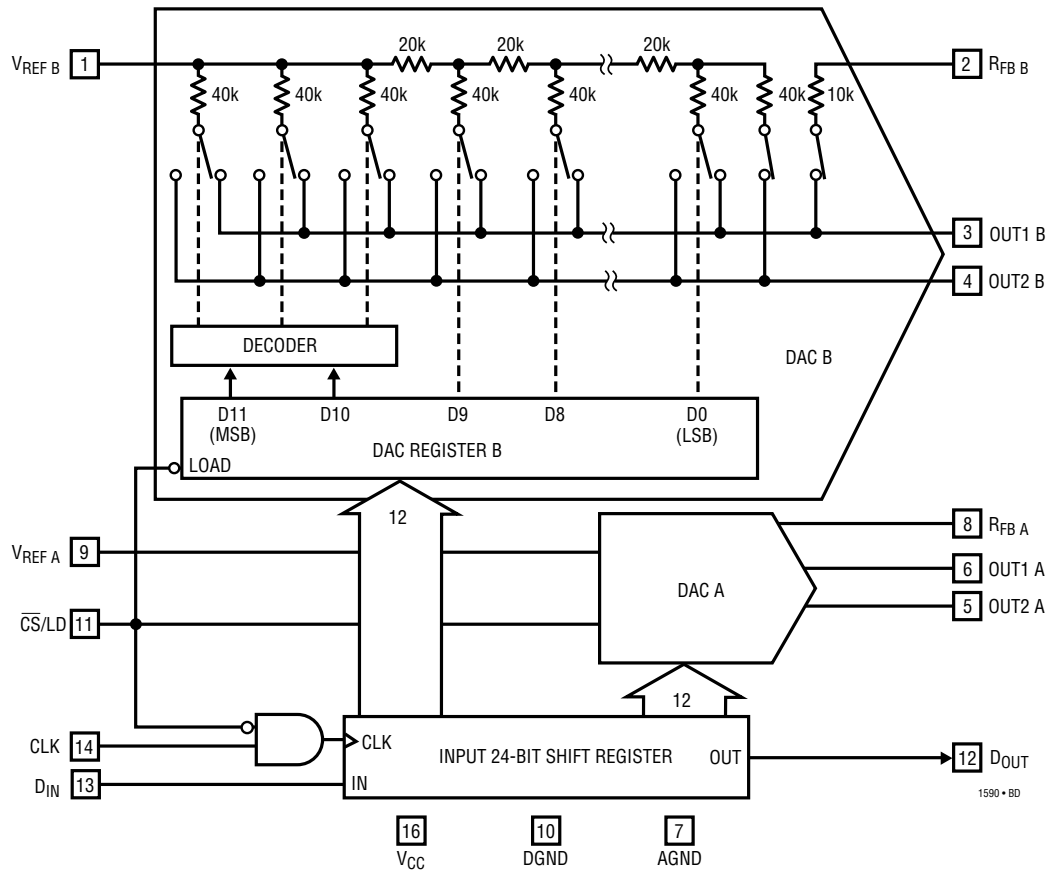 20k 20k 20k
VREF B 1 2 RFB B
40k 40k 40k 40k 40k 40k 40k 10k
3 OUT1 B
4 OUT2 B
DECODER
DAC B
D11 D10 D9 D8 D0
(MSB) (LSB)
DAC REGISTER B
LOAD
12
8 RFB A
VREF A 9
6 OUT1 A
DAC A
5 OUT2 A
CS/LD 11
12
CLK 14
CLK
INPUT 24-BIT SHIFT REGISTER
OUT
12 DOUT
DIN 13
IN
1590 • BD
16 10 7
VCC DGND AGND